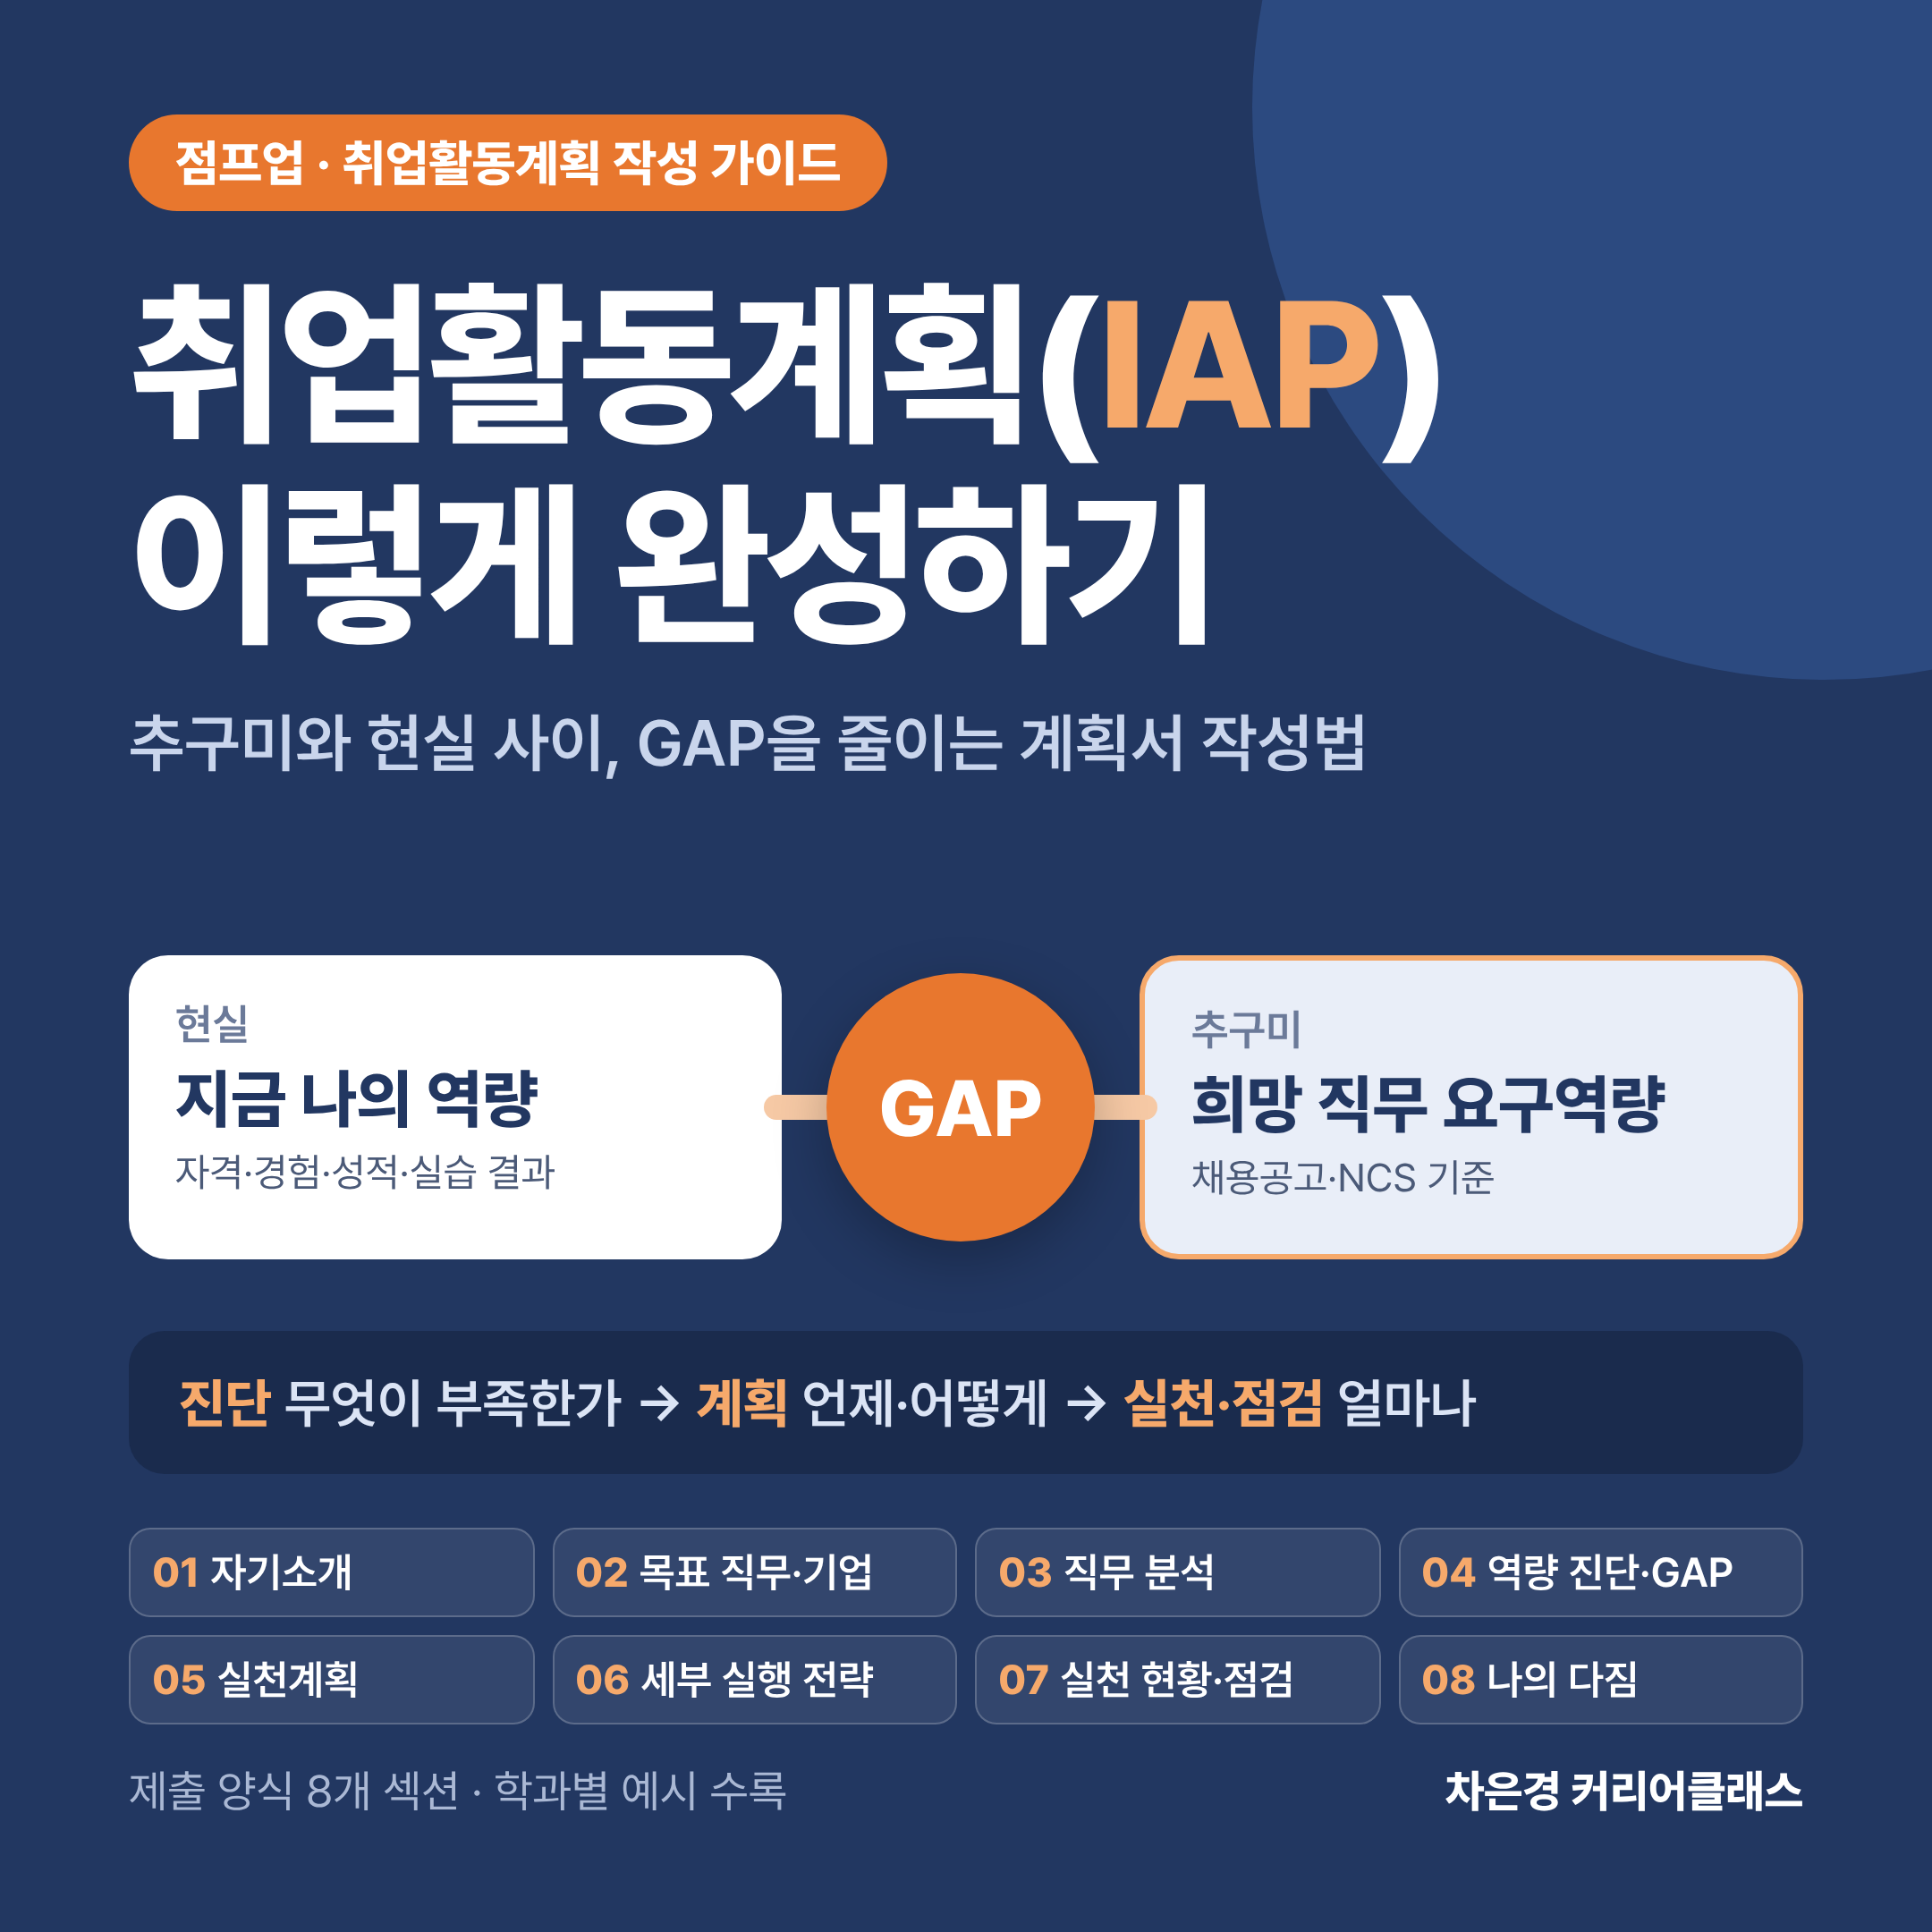 점프업 · 취업활동계획 작성 가이드
취업활동계획(IAP)
이렇게 완성하기
추구미와 현실 사이, GAP을 줄이는 계획서 작성법
현실
지금 나의 역량
자격·경험·성적·실습 결과
GAP
추구미
희망 직무 요구역량
채용공고·NCS 기준
진단 무엇이 부족한가 → 계획 언제·어떻게 → 실천·점검 얼마나
01 자기소개
02 목표 직무·기업
03 직무 분석
04 역량 진단·GAP
05 실천계획
06 세부 실행 전략
07 실천 현황·점검
08 나의 다짐
제출 양식 8개 섹션 · 학과별 예시 수록
차은경 커리어클래스